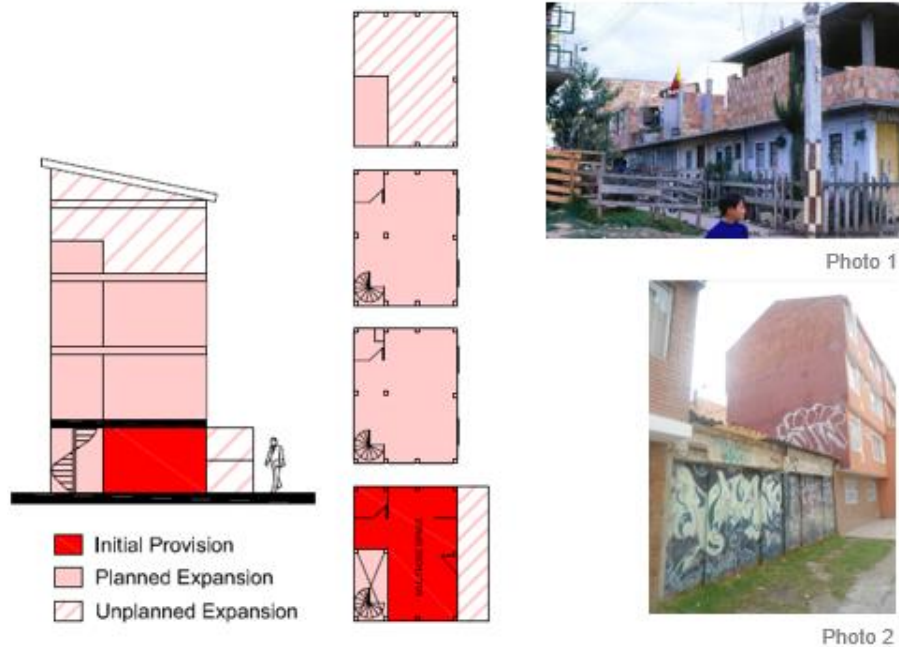 Photo 1
Initial Provision
Planned Expansion
Unplanned Expansion
Photo 2